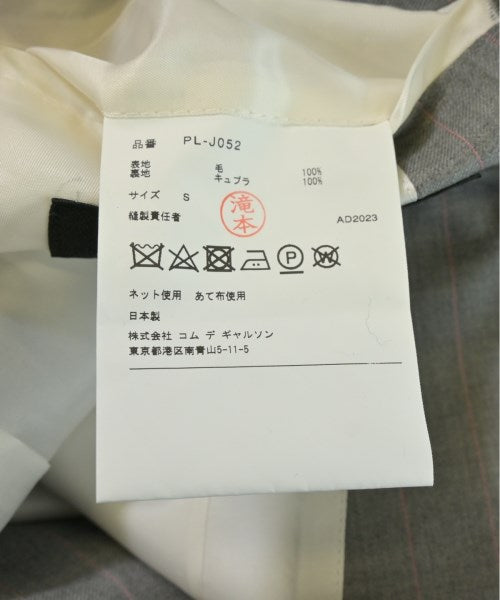 品番 PL-J052
表地 毛 100%
裏地 キュプラ 100%
サイズ S
縫製責任者 滝本 AD2023
P W
ネット使用 あて布使用
日本製
株式会社 コム デ ギャルソン
東京都港区南青山5-11-5